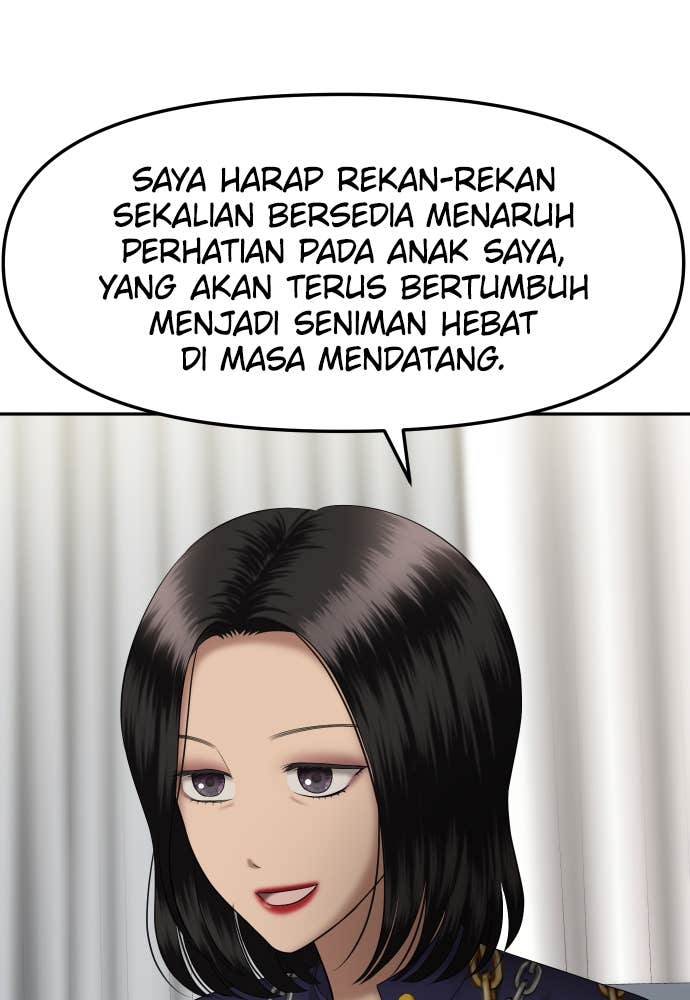 SAYA HARAP REKAN-REKAN
SEKALIAN BERSEDIA MENARUH
PERHATIAN PADA ANAK SAYA,
YANG AKAN TERUS BERTUMBUH
MENJADI SENIMAN HEBAT
DI MASA MENDATANG.